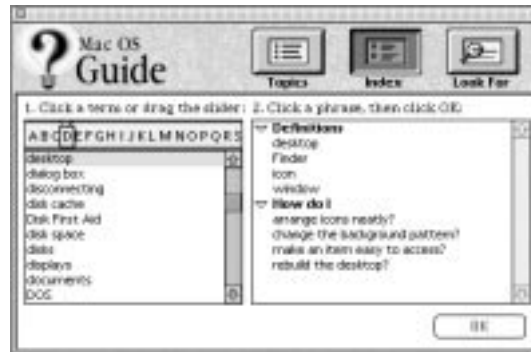 Mac OS
Guide
Topics
Index
Look For
1. Click a term or drag the slider:
2. Click a phrase, then click OK:
A B C D E F G H I J K L M N O P Q R S
desktop
dialog box
disconnecting
disk cache
Disk First Aid
disk space
disks
displays
documents
DOS
Definitions
desktop
Finder
icon
window
How do I
arrange icons neatly?
change the background pattern?
make an item easy to access?
rebuild the desktop?
OK